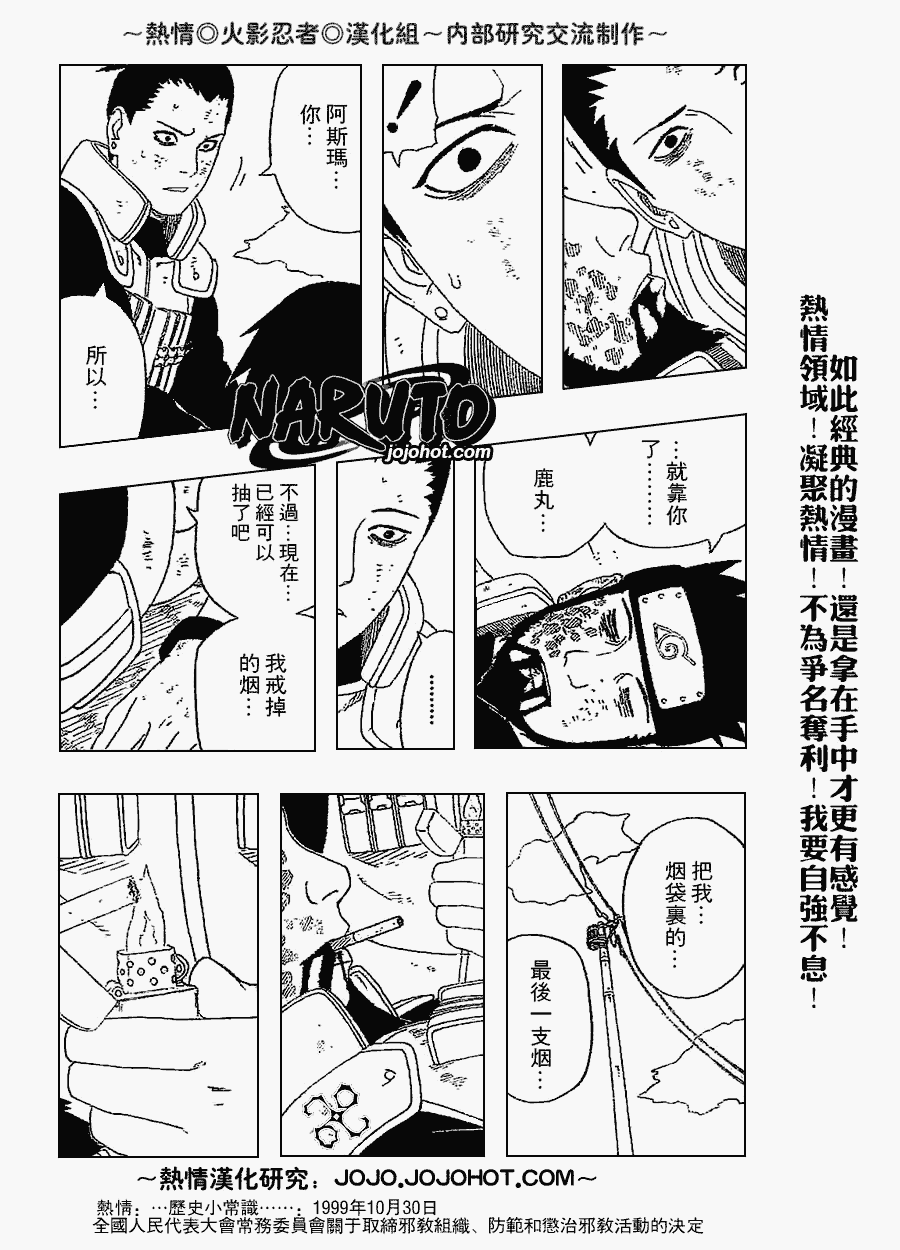 ～熱情◎火影忍者◎漢化組～内部研究交流制作～
！
阿斯瑪…
你…
所以…
…就靠你
了………
鹿丸…
………
不過…現在…
已經可以
抽了吧
我戒掉
的烟…
NARUTO
jojohot.com
把我…
烟袋裏的…
最後一支烟…
如此經典的漫畫！還是拿在手中才更有感覺！
熱情領域！凝聚熱情！不為爭名奪利！我要自強不息！
～熱情漢化研究：JOJO.JOJOHOT.COM～
熱情：…歷史小常識……：1999年10月30日
全國人民代表大會常務委員會關于取締邪敎組織、防範和懲治邪敎活動的决定